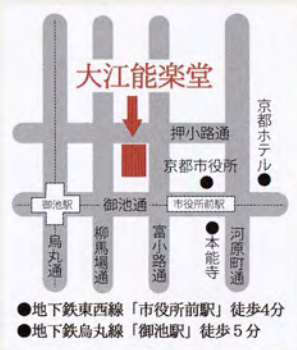 大江能楽堂
押小路通
京都ホテル
京都市役所
御池駅
御池通
市役所前駅
烏丸通
柳馬場通
富小路通
本能寺
河原町通
●地下鉄東西線「市役所前駅」徒歩4分
●地下鉄烏丸線「御池駅」徒歩5分